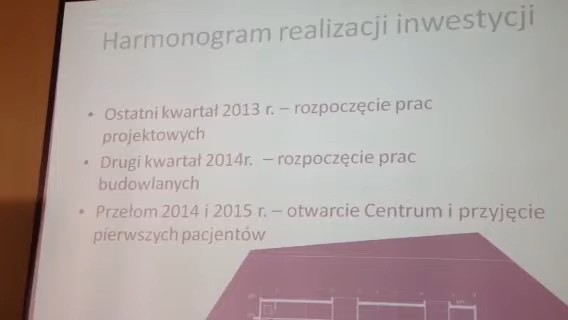 Harmonogram realizacji inwestycji
• Ostatni kwartał 2013 r. – rozpoczęcie prac
projektowych
• Drugi kwartał 2014r. – rozpoczęcie prac
budowlanych
• Przełom 2014 i 2015 r. – otwarcie Centrum i przyjęcie
pierwszych pacjentów